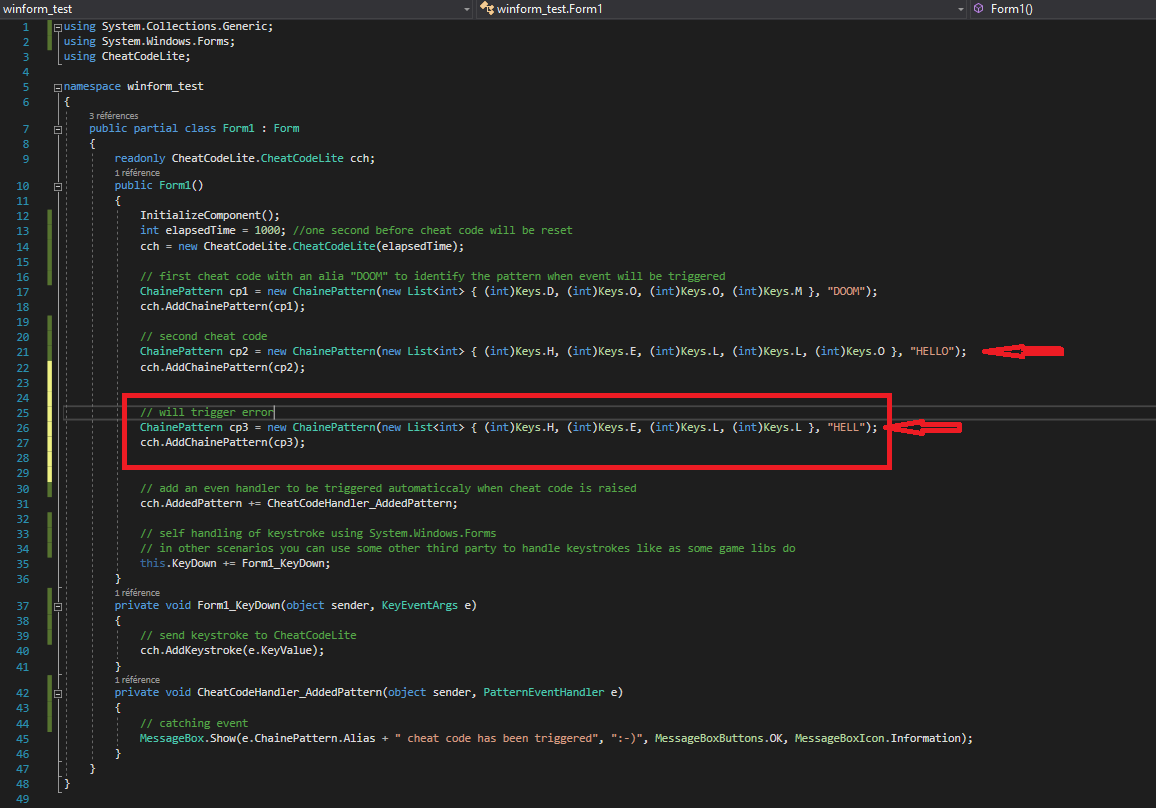 winform_test winform_test.Form1 Form1()
1 using System.Collections.Generic;
2 using System.Windows.Forms;
3 using CheatCodeLite;
4
5 namespace winform_test
6 {
3 références
7 public partial class Form1 : Form
8 {
9 readonly CheatCodeLite.CheatCodeLite cch;
1 référence
10 public Form1()
11 {
12 InitializeComponent();
13 int elapsedTime = 1000; //one second before cheat code will be reset
14 cch = new CheatCodeLite.CheatCodeLite(elapsedTime);
15
16 // first cheat code with an alia "DOOM" to identify the pattern when event will be triggered
17 ChainePattern cp1 = new ChainePattern(new List<int> { (int)Keys.D, (int)Keys.O, (int)Keys.O, (int)Keys.M }, "DOOM");
18 cch.AddChainePattern(cp1);
19
20 // second cheat code
21 ChainePattern cp2 = new ChainePattern(new List<int> { (int)Keys.H, (int)Keys.E, (int)Keys.L, (int)Keys.L, (int)Keys.O }, "HELLO");
22 cch.AddChainePattern(cp2);
23
24
25 // will trigger error
26 ChainePattern cp3 = new ChainePattern(new List<int> { (int)Keys.H, (int)Keys.E, (int)Keys.L, (int)Keys.L }, "HELL");
27 cch.AddChainePattern(cp3);
28
29
30 // add an even handler to be triggered automaticcaly when cheat code is raised
31 cch.AddedPattern += CheatCodeHandler_AddedPattern;
32
33 // self handling of keystroke using System.Windows.Forms
34 // in other scenarios you can use some other third party to handle keystrokes like as some game libs do
35 this.KeyDown += Form1_KeyDown;
36 }
1 référence
37 private void Form1_KeyDown(object sender, KeyEventArgs e)
38 {
39 // send keystroke to CheatCodeLite
40 cch.AddKeystroke(e.KeyValue);
41 }
1 référence
42 private void CheatCodeHandler_AddedPattern(object sender, PatternEventHandler e)
43 {
44 // catching event
45 MessageBox.Show(e.ChainePattern.Alias + " cheat code has been triggered", ":-)", MessageBoxButtons.OK, MessageBoxIcon.Information);
46 }
47 }
48 }
49